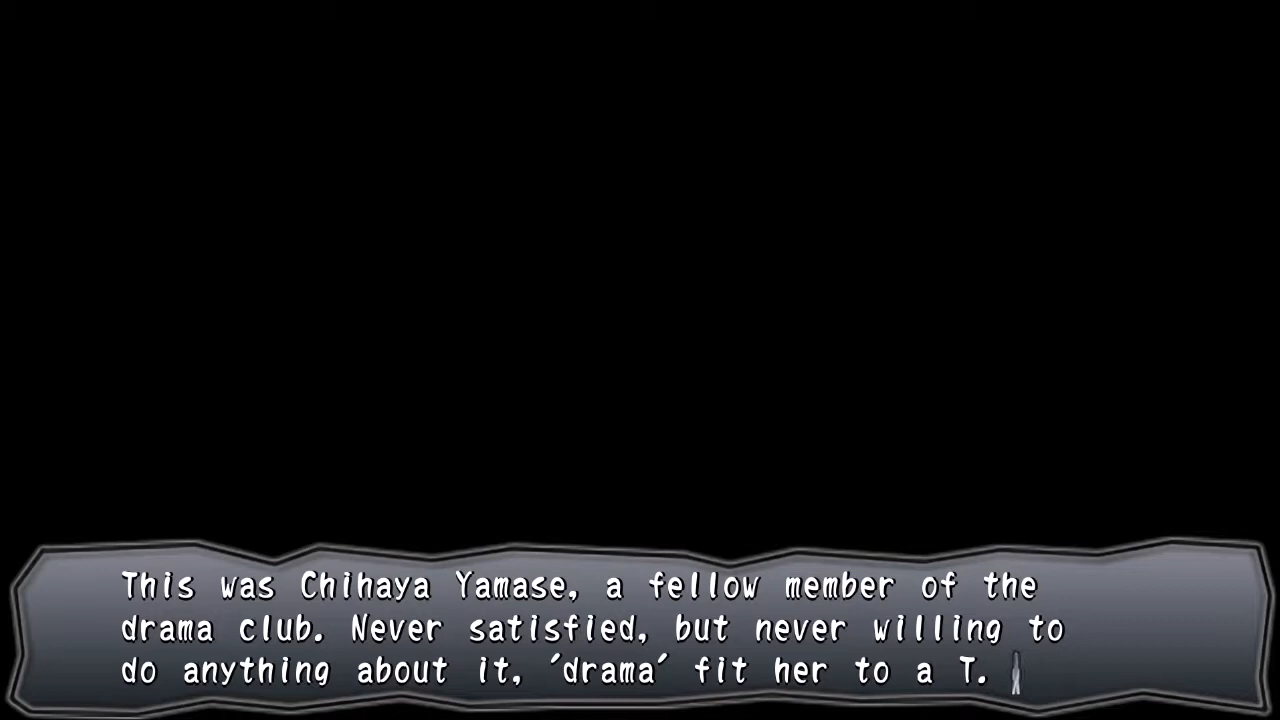 This was Chihaya Yamase, a fellow member of the
drama club. Never satisfied, but never willing to
do anything about it, 'drama' fit her to a T.